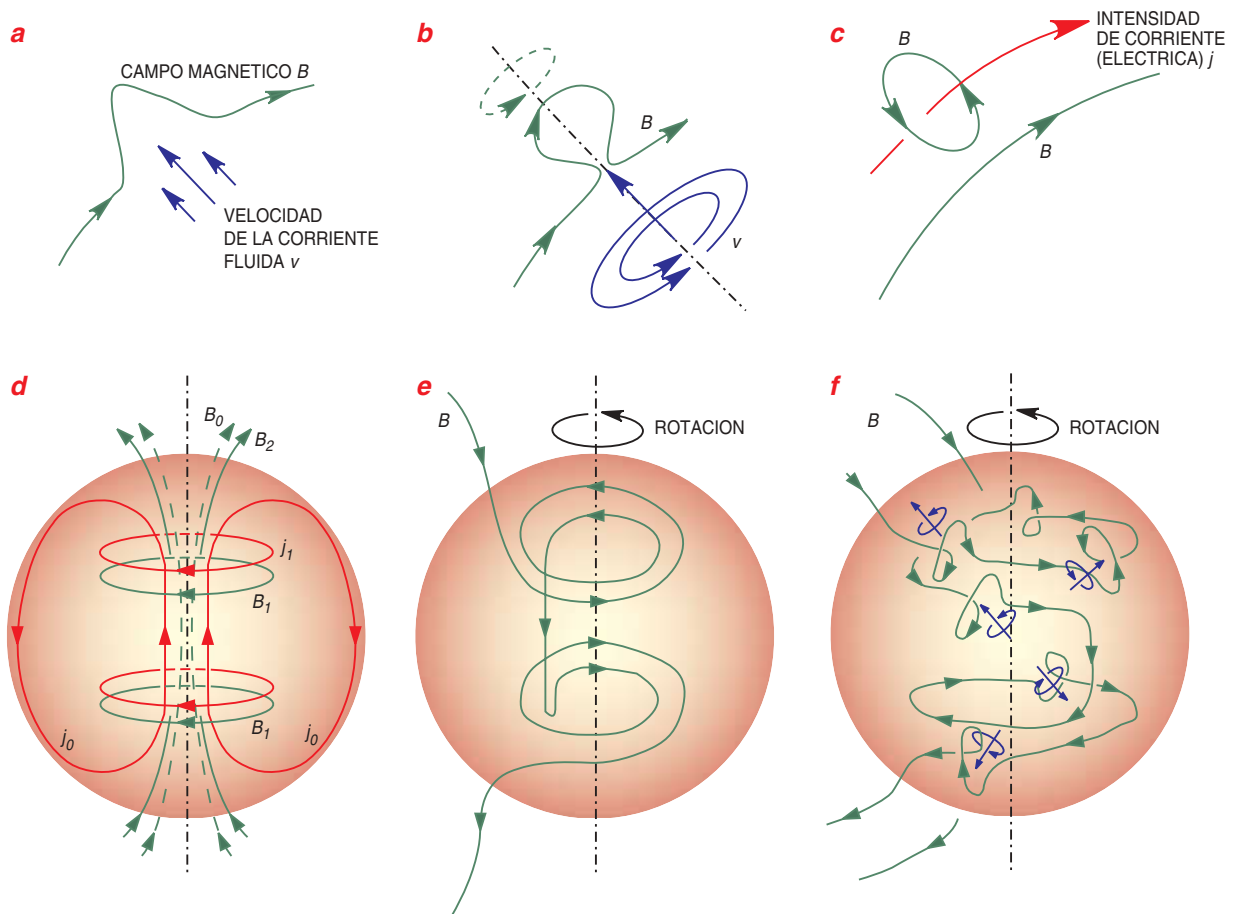 a
CAMPO MAGNETICO B
VELOCIDAD
DE LA CORRIENTE
FLUIDA v
b
B
v
c
B
INTENSIDAD
DE CORRIENTE
(ELECTRICA) j
B
d
B0
B2
j1
B1
B1
j0
j0
e
B
ROTACION
f
B
ROTACION